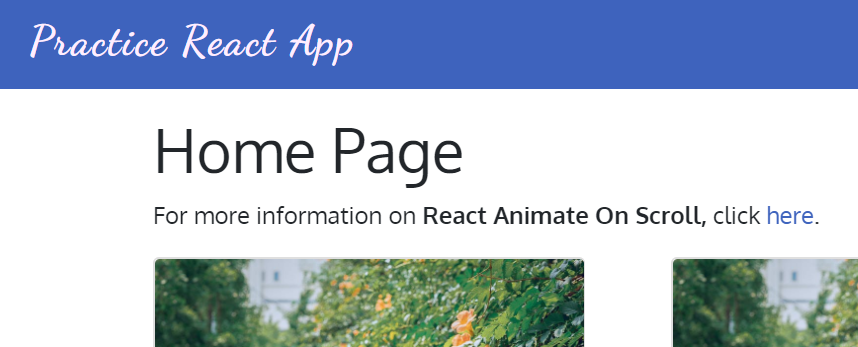 Practice React App
Home Page
For more information on React Animate On Scroll, click here.